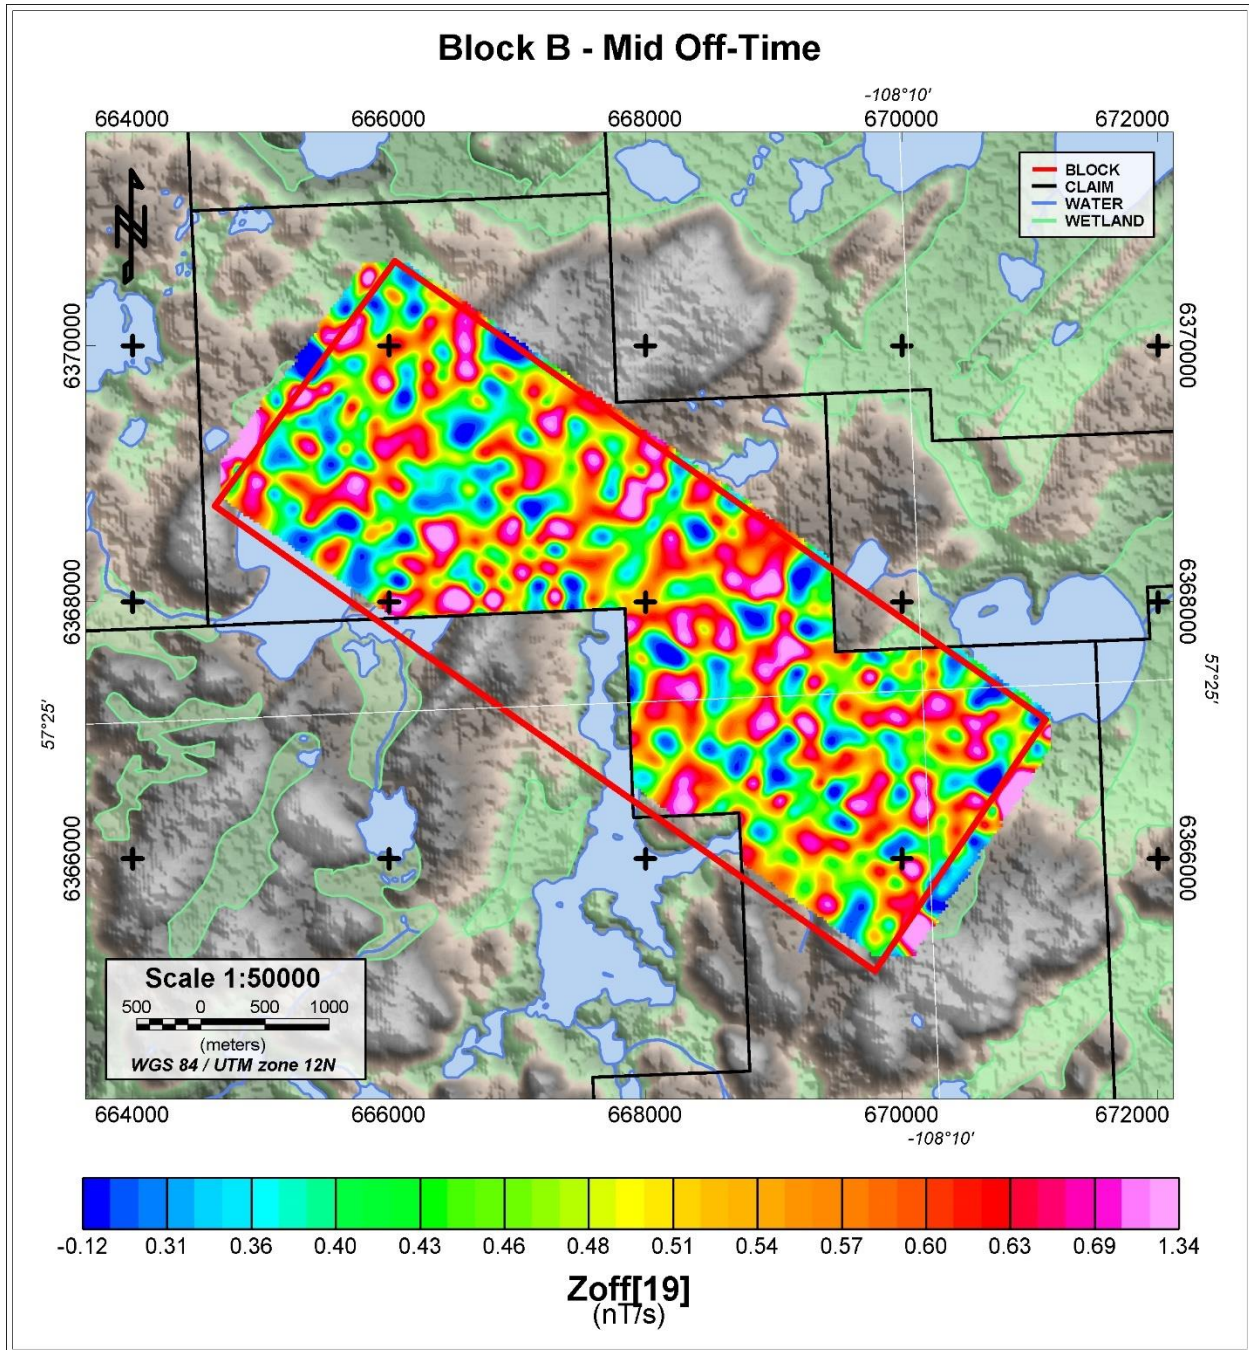 Block B - Mid Off-Time
-108°10'
664000 666000 668000 670000 672000
BLOCK
CLAIM
WATER
WETLAND
6370000 6370000
6368000 6368000
57°25' 57°25'
6366000 6366000
Scale 1:50000
500 0 500 1000
(meters)
WGS 84 / UTM zone 12N
664000 666000 668000 670000 672000
-108°10'
-0.12 0.31 0.36 0.40 0.43 0.46 0.48 0.51 0.54 0.57 0.60 0.63 0.69 1.34
Zoff[19]
(nT/s)